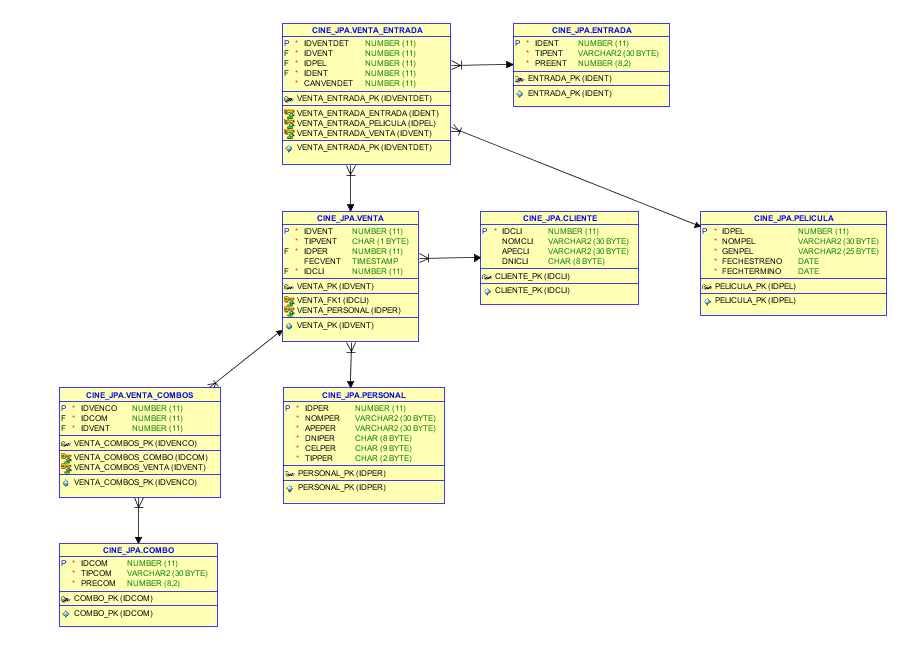 CINE_JPA.VENTA_ENTRADA
P * IDVENTDET NUMBER (11)
F * IDVENT NUMBER (11)
F * IDPEL NUMBER (11)
F * IDENT NUMBER (11)
* CANVENDET NUMBER (11)
VENTA_ENTRADA_PK (IDVENTDET)
VENTA_ENTRADA_ENTRADA (IDENT)
VENTA_ENTRADA_PELICULA (IDPEL)
VENTA_ENTRADA_VENTA (IDVENT)
VENTA_ENTRADA_PK (IDVENTDET)
CINE_JPA.ENTRADA
P * IDENT NUMBER (11)
* TIPENT VARCHAR2 (30 BYTE)
* PREENT NUMBER (8,2)
ENTRADA_PK (IDENT)
ENTRADA_PK (IDENT)
CINE_JPA.VENTA
P * IDVENT NUMBER (11)
* TIPVENT CHAR (1 BYTE)
F * IDPER NUMBER (11)
FECVENT TIMESTAMP
F * IDCLI NUMBER (11)
VENTA_PK (IDVENT)
VENTA_FK1 (IDCLI)
VENTA_PERSONAL (IDPER)
VENTA_PK (IDVENT)
CINE_JPA.CLIENTE
P * IDCLI NUMBER (11)
NOMCLI VARCHAR2 (30 BYTE)
APECLI VARCHAR2 (30 BYTE)
DNICLI CHAR (8 BYTE)
CLIENTE_PK (IDCLI)
CLIENTE_PK (IDCLI)
CINE_JPA.PELICULA
P * IDPEL NUMBER (11)
* NOMPEL VARCHAR2 (30 BYTE)
* GENPEL VARCHAR2 (25 BYTE)
* FECHESTRENO DATE
* FECHTERMINO DATE
PELICULA_PK (IDPEL)
PELICULA_PK (IDPEL)
CINE_JPA.VENTA_COMBOS
P * IDVENCO NUMBER (11)
F * IDCOM NUMBER (11)
F * IDVENT NUMBER (11)
VENTA_COMBOS_PK (IDVENCO)
VENTA_COMBOS_COMBO (IDCOM)
VENTA_COMBOS_VENTA (IDVENT)
VENTA_COMBOS_PK (IDVENCO)
CINE_JPA.PERSONAL
P * IDPER NUMBER (11)
* NOMPER VARCHAR2 (30 BYTE)
* APEPER VARCHAR2 (30 BYTE)
* DNIPER CHAR (8 BYTE)
* CELPER CHAR (9 BYTE)
* TIPPER CHAR (2 BYTE)
PERSONAL_PK (IDPER)
PERSONAL_PK (IDPER)
CINE_JPA.COMBO
P * IDCOM NUMBER (11)
* TIPCOM VARCHAR2 (30 BYTE)
* PRECOM NUMBER (8,2)
COMBO_PK (IDCOM)
COMBO_PK (IDCOM)